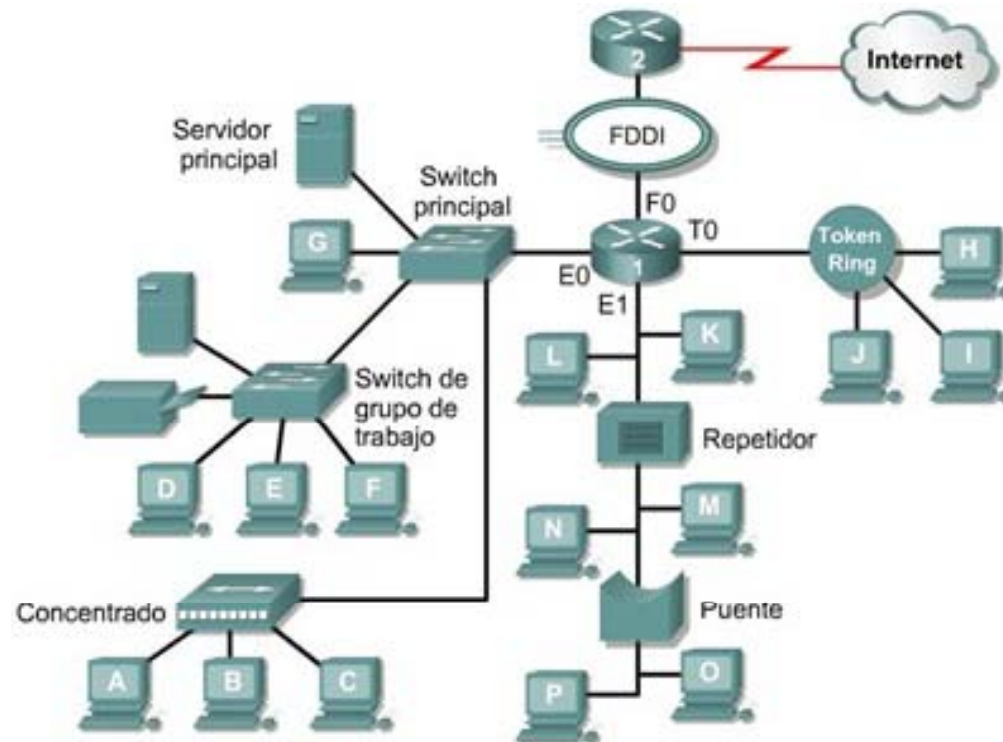 2
Internet
FDDI
Servidor
principal
Switch
principal
F0
T0
G
E0
1
E1
Token
Ring
H
J
I
L
K
Switch de
grupo de
trabajo
D
E
F
Repetidor
N
M
Concentrado
Puente
A
B
C
P
O